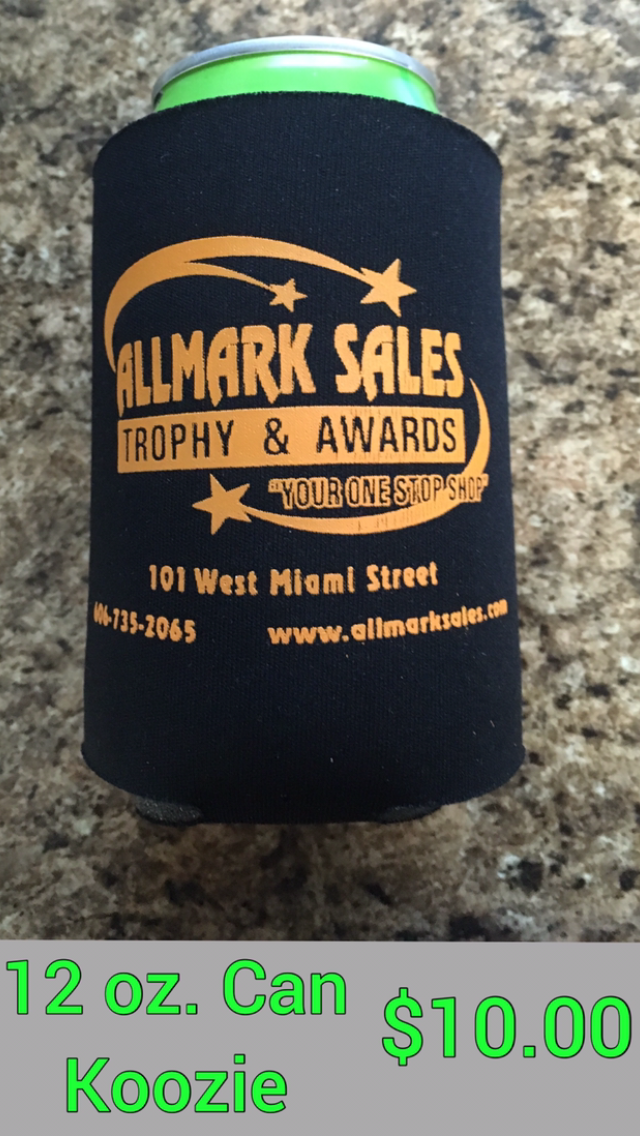 ALLMARK SALES
TROPHY & AWARDS
"YOUR ONE STOP SHOP"
101 West Miami Street
606-735-2065
www.allmarksales.com
12 oz. Can
Koozie
$10.00